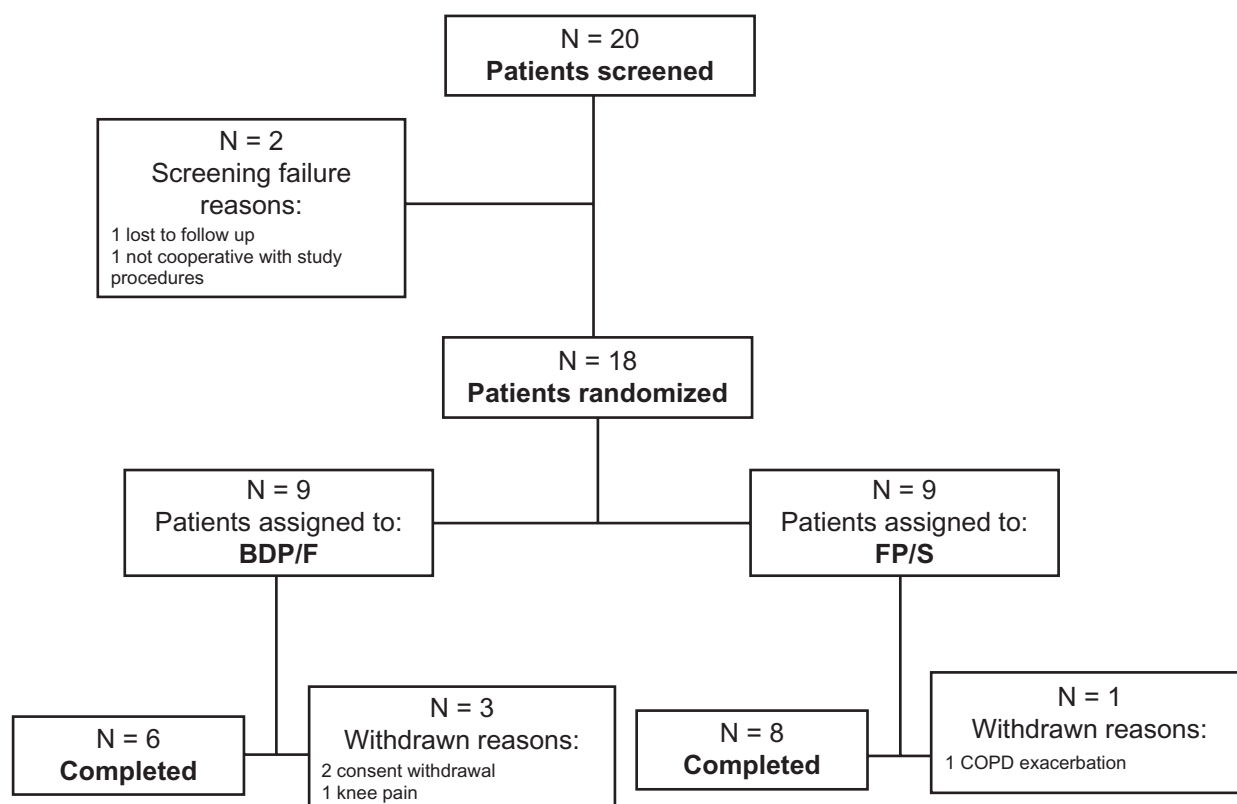 N = 20
Patients screened
N = 2
Screening failure
reasons:
1 lost to follow up
1 not cooperative with study
procedures
N = 18
Patients randomized
N = 9
Patients assigned to:
BDP/F
N = 9
Patients assigned to:
FP/S
N = 6
Completed
N = 3
Withdrawn reasons:
2 consent withdrawal
1 knee pain
N = 8
Completed
N = 1
Withdrawn reasons:
1 COPD exacerbation